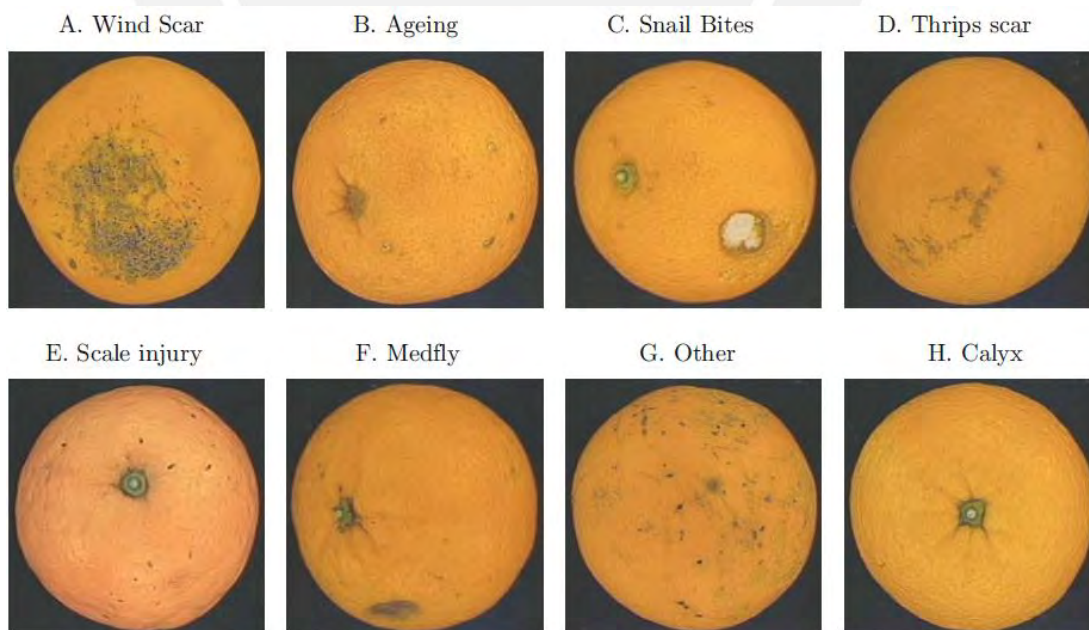 A. Wind Scar
B. Ageing
C. Snail Bites
D. Thrips scar
E. Scale injury
F. Medfly
G. Other
H. Calyx